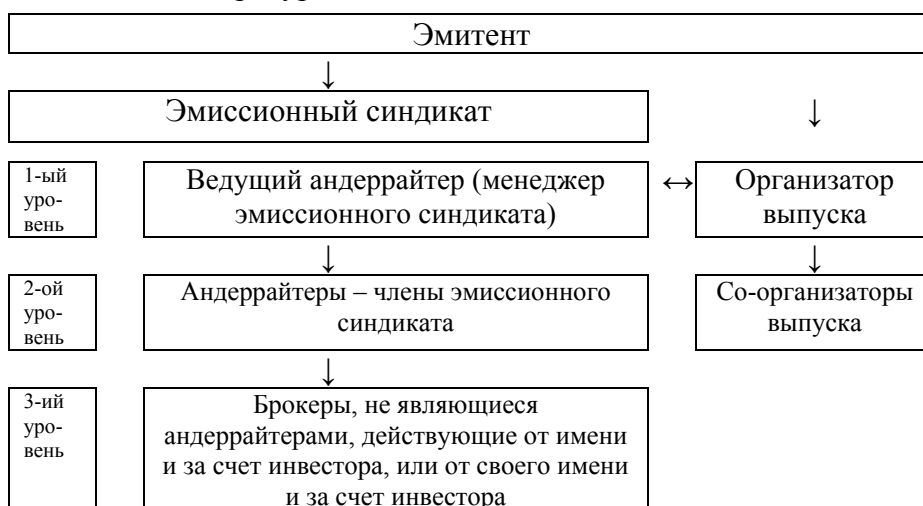 Эмитент
↓
Эмиссионный синдикат
↓
1-ый
уро-
вень
Ведущий андеррайтер (менеджер
эмиссионного синдиката)
↔
Организатор
выпуска
↓
↓
2-ой
уро-
вень
Андеррайтеры – члены эмиссионного
синдиката
Со-организаторы
выпуска
↓
3-ий
уро-
вень
Брокеры, не являющиеся
андеррайтерами, действующие от имени
и за счет инвестора, или от своего имени
и за счет инвестора